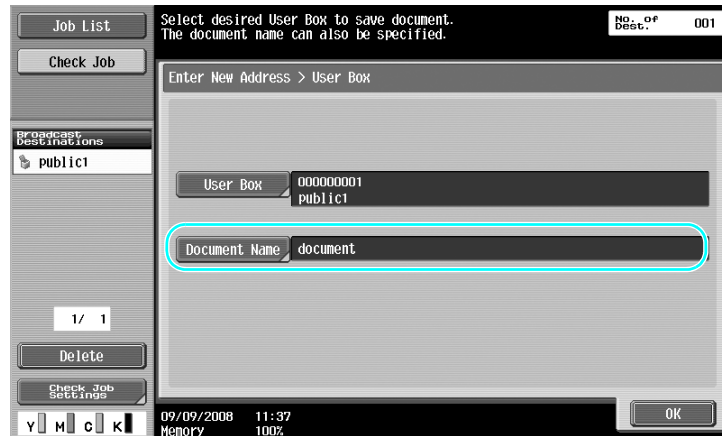 Job List
Select desired User Box to save document.
The document name can also be specified.
No. of
Dest.
001
Check Job
Enter New Address > User Box
Broadcast
Destinations
public1
User Box
000000001
public1
Document Name
document
1/ 1
Delete
Check Job
Settings
Y M C K
09/09/2008 11:37
Memory 100%
OK